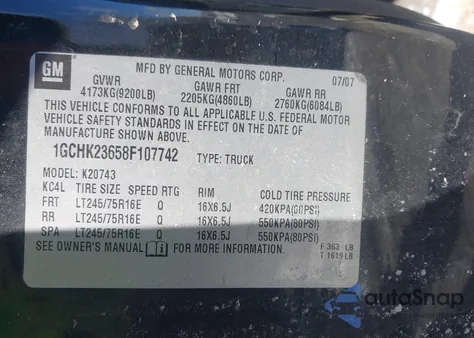 GM
MFD BY GENERAL MOTORS CORP. 07/07
GVWR GAWR FRT GAWR RR
4173KG(9200LB) 2205KG(4860LB) 2760KG(6084LB)
THIS VEHICLE CONFORMS TO ALL APPLICABLE U.S. FEDERAL MOTOR
VEHICLE SAFETY STANDARDS IN EFFECT ON THE DATE OF
MANUFACTURE SHOWN ABOVE.
1GCHK23658F107742 TYPE: TRUCK
MODEL: K20743
KC4L TIRE SIZE SPEED RTG RIM COLD TIRE PRESSURE
FRT LT245/75R16E Q 16X6.5J 420KPA(60PSI)
RR LT245/75R16E Q 16X6.5J 550KPA(80PSI)
SPA LT245/75R16E Q 16X6.5J 550KPA(80PSI)
SEE OWNER'S MANUAL FOR MORE INFORMATION.
F 363 LB
T 1619 LB
autoSnap